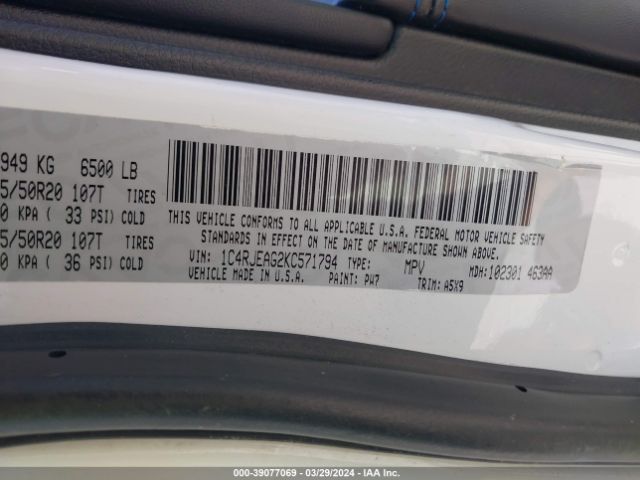 949 KG 6500 LB
5/50R20 107T TIRES
0 KPA ( 33 PSI) COLD
5/50R20 107T TIRES
0 KPA ( 36 PSI) COLD
THIS VEHICLE CONFORMS TO ALL APPLICABLE U.S.A. FEDERAL MOTOR VEHICLE SAFETY
STANDARDS IN EFFECT ON THE DATE OF MANUFACTURE SHOWN ABOVE.
VIN: 1C4RJEAG2KC571794 TYPE: MPV MDH:102301 463AA
VEHICLE MADE IN U.S.A. PAINT: PW7 TRIM: A5X9
000-39077069 - 03/29/2024 - IAA INC.